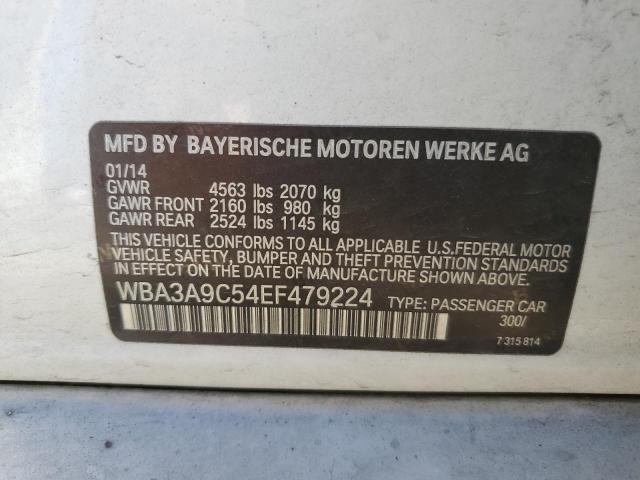 MFD BY BAYERISCHE MOTOREN WERKE AG
01/14
GVWR 4563 lbs 2070 kg
GAWR FRONT 2160 lbs 980 kg
GAWR REAR 2524 lbs 1145 kg
THIS VEHICLE CONFORMS TO ALL APPLICABLE U.S.FEDERAL MOTOR
VEHICLE SAFETY, BUMPER AND THEFT PREVENTION STANDARDS
IN EFFECT ON THE DATE OF MANUFACTURE SHOWN ABOVE.
WBA3A9C54EF479224 TYPE: PASSENGER CAR
300/
7 315 814